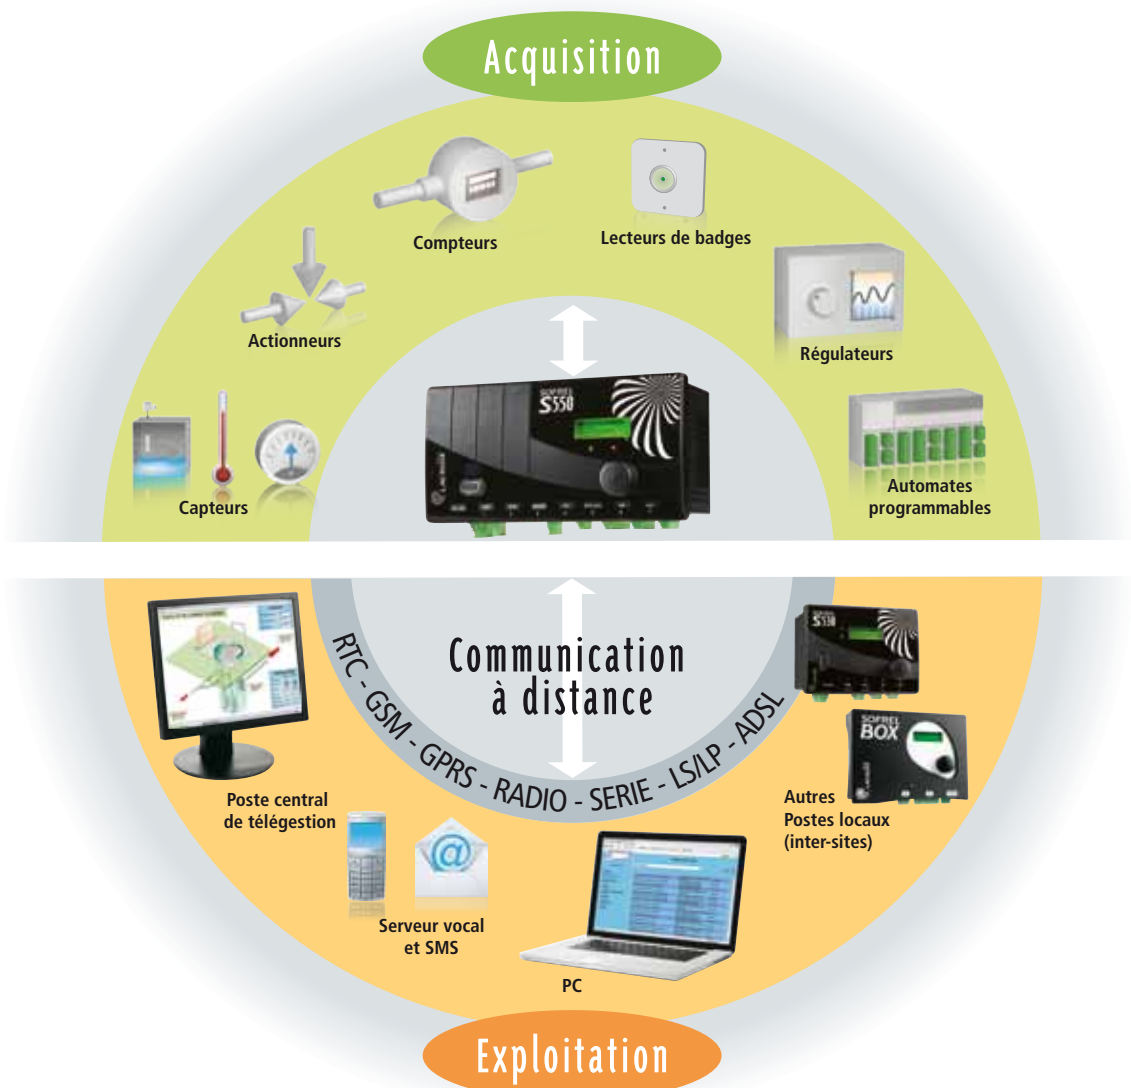 Acquisition
Compteurs
Lecteurs de badges
Actionneurs
Régulateurs
SOFREL
S550
Capteurs
Automates
programmables
Communication
à distance
RTC - GSM - GPRS - RADIO - SERIE - LS/LP - ADSL
SOFREL
S550
SOFREL
BOX
Poste central
de télégestion
Autres
Postes locaux
(inter-sites)
@
Serveur vocal
et SMS
PC
Exploitation